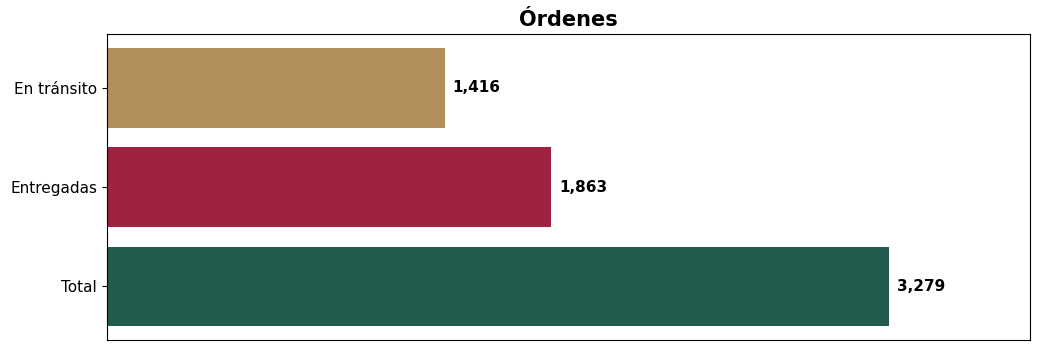 Órdenes
En tránsito 1,416
Entregadas 1,863
Total 3,279